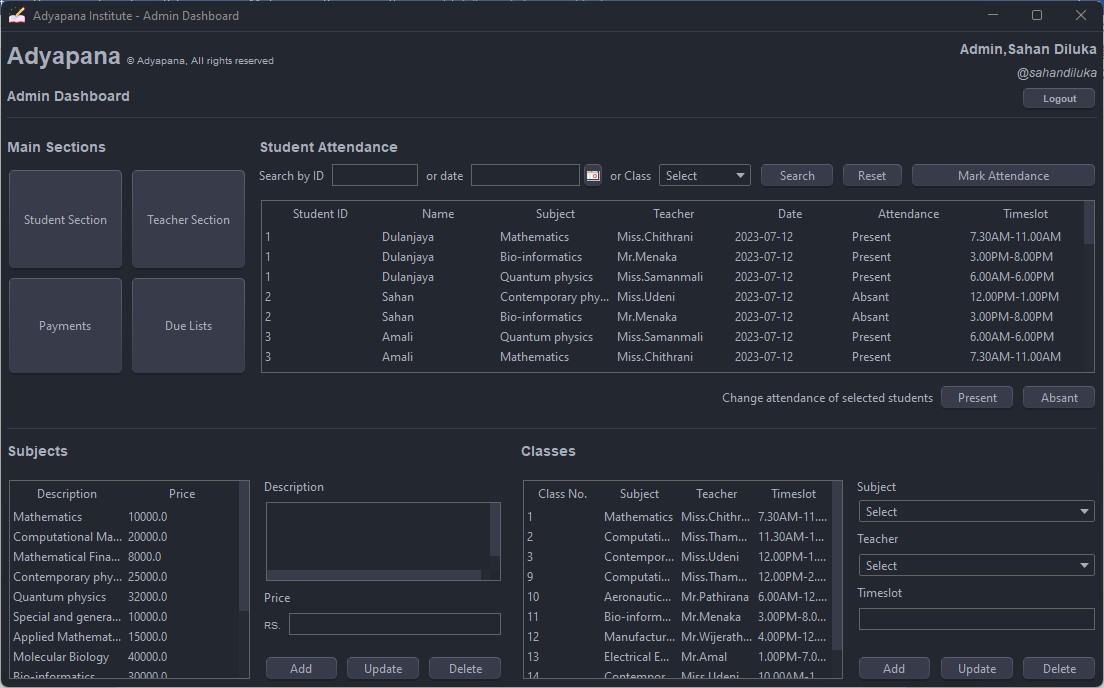 Adyapana Institute - Admin Dashboard
Adyapana © Adyapana, All rights reserved
Admin,Sahan Diluka
@sahandiluka
Admin Dashboard
Logout
Main Sections
Student Section
Teacher Section
Payments
Due Lists
Student Attendance
Search by ID or date or Class Select Search Reset Mark Attendance
Student ID Name Subject Teacher Date Attendance Timeslot
1 Dulanjaya Mathematics Miss.Chithrani 2023-07-12 Present 7.30AM-11.00AM
1 Dulanjaya Bio-informatics Mr.Menaka 2023-07-12 Present 3.00PM-8.00PM
1 Dulanjaya Quantum physics Miss.Samanmali 2023-07-12 Present 6.00AM-6.00PM
2 Sahan Contemporary phy... Miss.Udeni 2023-07-12 Absant 12.00PM-1.00PM
2 Sahan Bio-informatics Mr.Menaka 2023-07-12 Absant 3.00PM-8.00PM
3 Amali Quantum physics Miss.Samanmali 2023-07-12 Present 6.00AM-6.00PM
3 Amali Mathematics Miss.Chithrani 2023-07-12 Present 7.30AM-11.00AM
Change attendance of selected students Present Absant
Subjects
Description Price
Mathematics 10000.0
Computational Ma... 20000.0
Mathematical Fina... 8000.0
Contemporary phy... 25000.0
Quantum physics 32000.0
Special and genera... 10000.0
Applied Mathemat... 15000.0
Molecular Biology 40000.0
Bio-informatics 30000.0
Description
Price
RS.
Add Update Delete
Classes
Class No. Subject Teacher Timeslot
1 Mathematics Miss.Chithr... 7.30AM-11....
2 Computati... Miss.Tham... 11.30AM-1...
3 Contempor... Miss.Udeni 12.00PM-1....
9 Computati... Miss.Tham... 12.00PM-2....
10 Aeronautic... Mr.Pathirana 6.00AM-12....
11 Bio-inform... Mr.Menaka 3.00PM-8.0...
12 Manufactur... Mr.Wijerath... 4.00PM-12....
13 Electrical E... Mr.Amal 1.00PM-7.0...
14 Contempor... Miss.Udeni 10.00AM-1...
Subject
Select
Teacher
Select
Timeslot
Add Update Delete